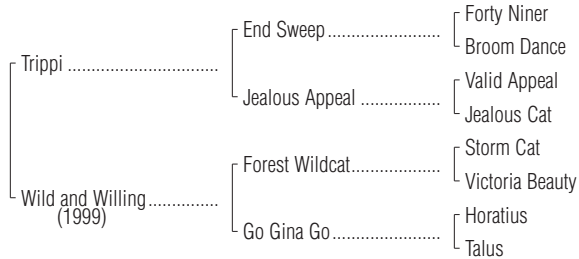 Forty Niner
End Sweep
Broom Dance
Trippi
Valid Appeal
Jealous Appeal
Jealous Cat
Storm Cat
Forest Wildcat
Victoria Beauty
Wild and Willing
(1999)
Horatius
Go Gina Go
Talus